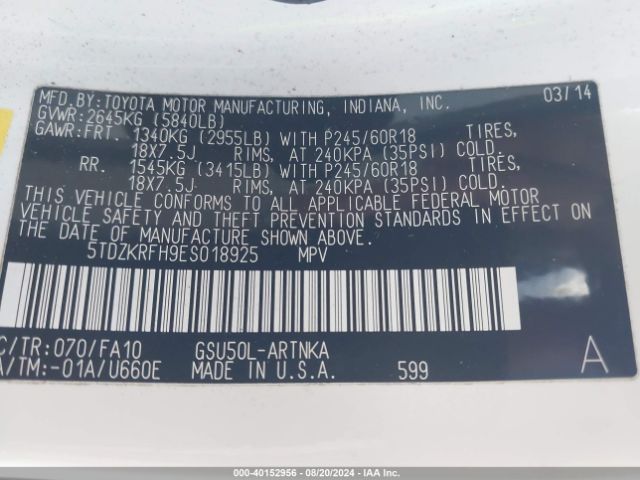 MFD.BY:TOYOTA MOTOR MANUFACTURING, INDIANA, INC. 03/14
GVWR:2645KG (5840LB)
GAWR:FRT. 1340KG (2955LB) WITH P245/60R18 TIRES,
18X7.5J RIMS, AT 240KPA (35PSI) COLD.
RR. 1545KG (3415LB) WITH P245/60R18 TIRES,
18X7.5J RIMS, AT 240KPA (35PSI) COLD.
THIS VEHICLE CONFORMS TO ALL APPLICABLE FEDERAL MOTOR
VEHICLE SAFETY AND THEFT PREVENTION STANDARDS IN EFFECT ON
THE DATE OF MANUFACTURE SHOWN ABOVE.
5TDZKRFH9ES018925 MPV
C/TR:070/FA10 GSU50L-ARTNKA
A/TM:-01A/U660E MADE IN U.S.A. 599 A
000-40152956 - 08/20/2024 - IAA Inc.